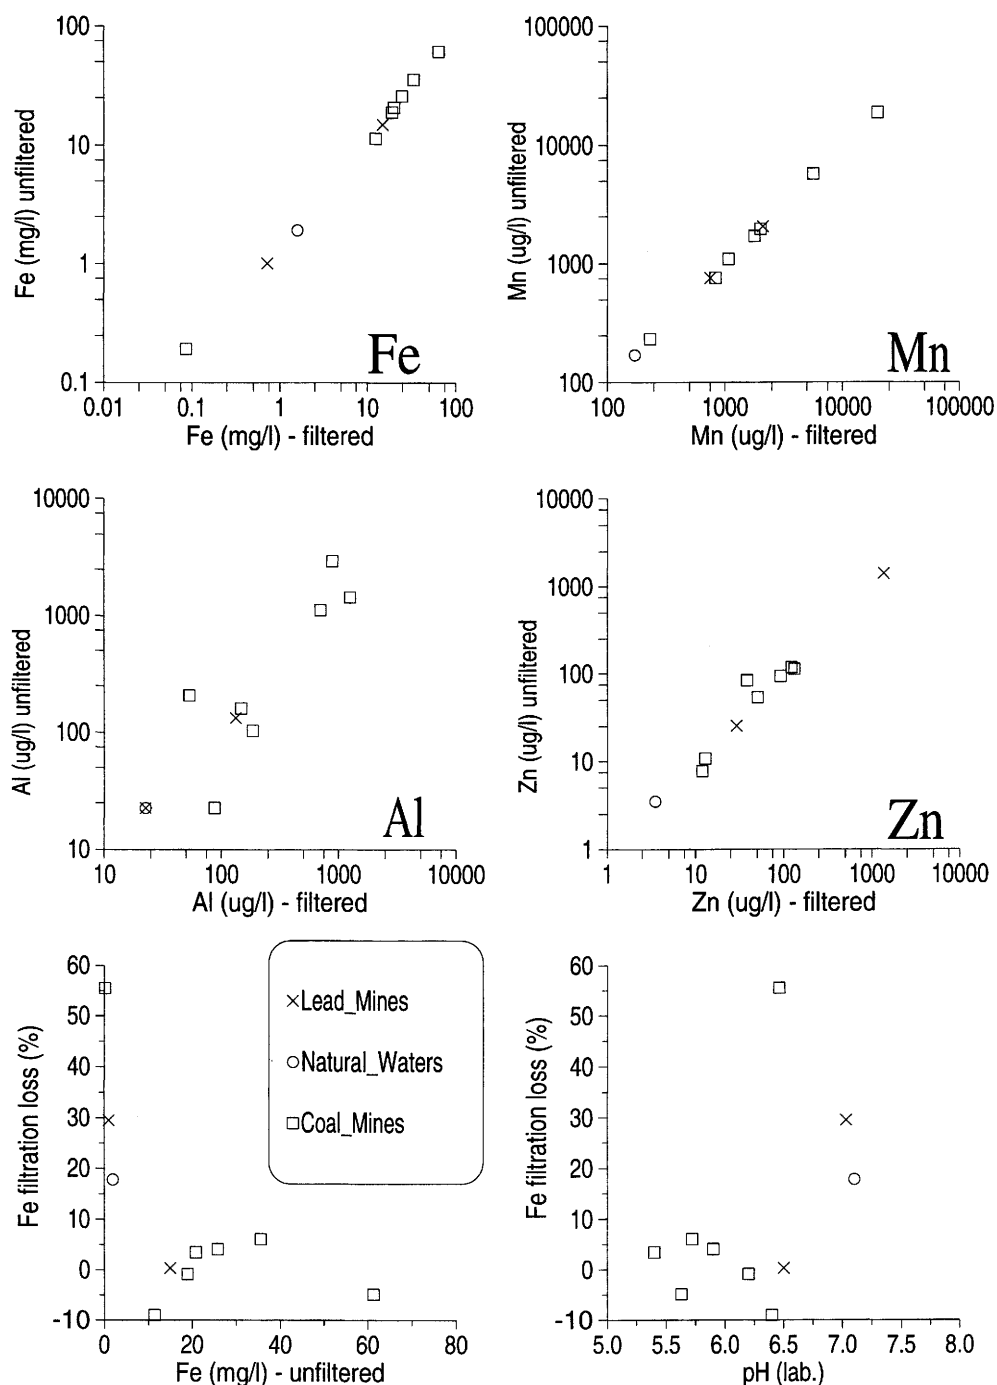 100
10
1
0.1
Fe (mg/l) unfiltered
0.01 0.1 1 10 100
Fe (mg/l) - filtered
Fe
100000
10000
1000
100
Mn (ug/l) unfiltered
100 1000 10000 100000
Mn (ug/l) - filtered
Mn
10000
1000
100
10
Al (ug/l) unfiltered
10 100 1000 10000
Al (ug/l) - filtered
Al
10000
1000
100
10
1
Zn (ug/l) unfiltered
1 10 100 1000 10000
Zn (ug/l) - filtered
Zn
60
50
40
30
20
10
0
-10
Fe filtration loss (%)
0 20 40 60 80
Fe (mg/l) - unfiltered
Lead_Mines
Natural_Waters
Coal_Mines
60
50
40
30
20
10
0
-10
Fe filtration loss (%)
5.0 5.5 6.0 6.5 7.0 7.5 8.0
pH (lab.)